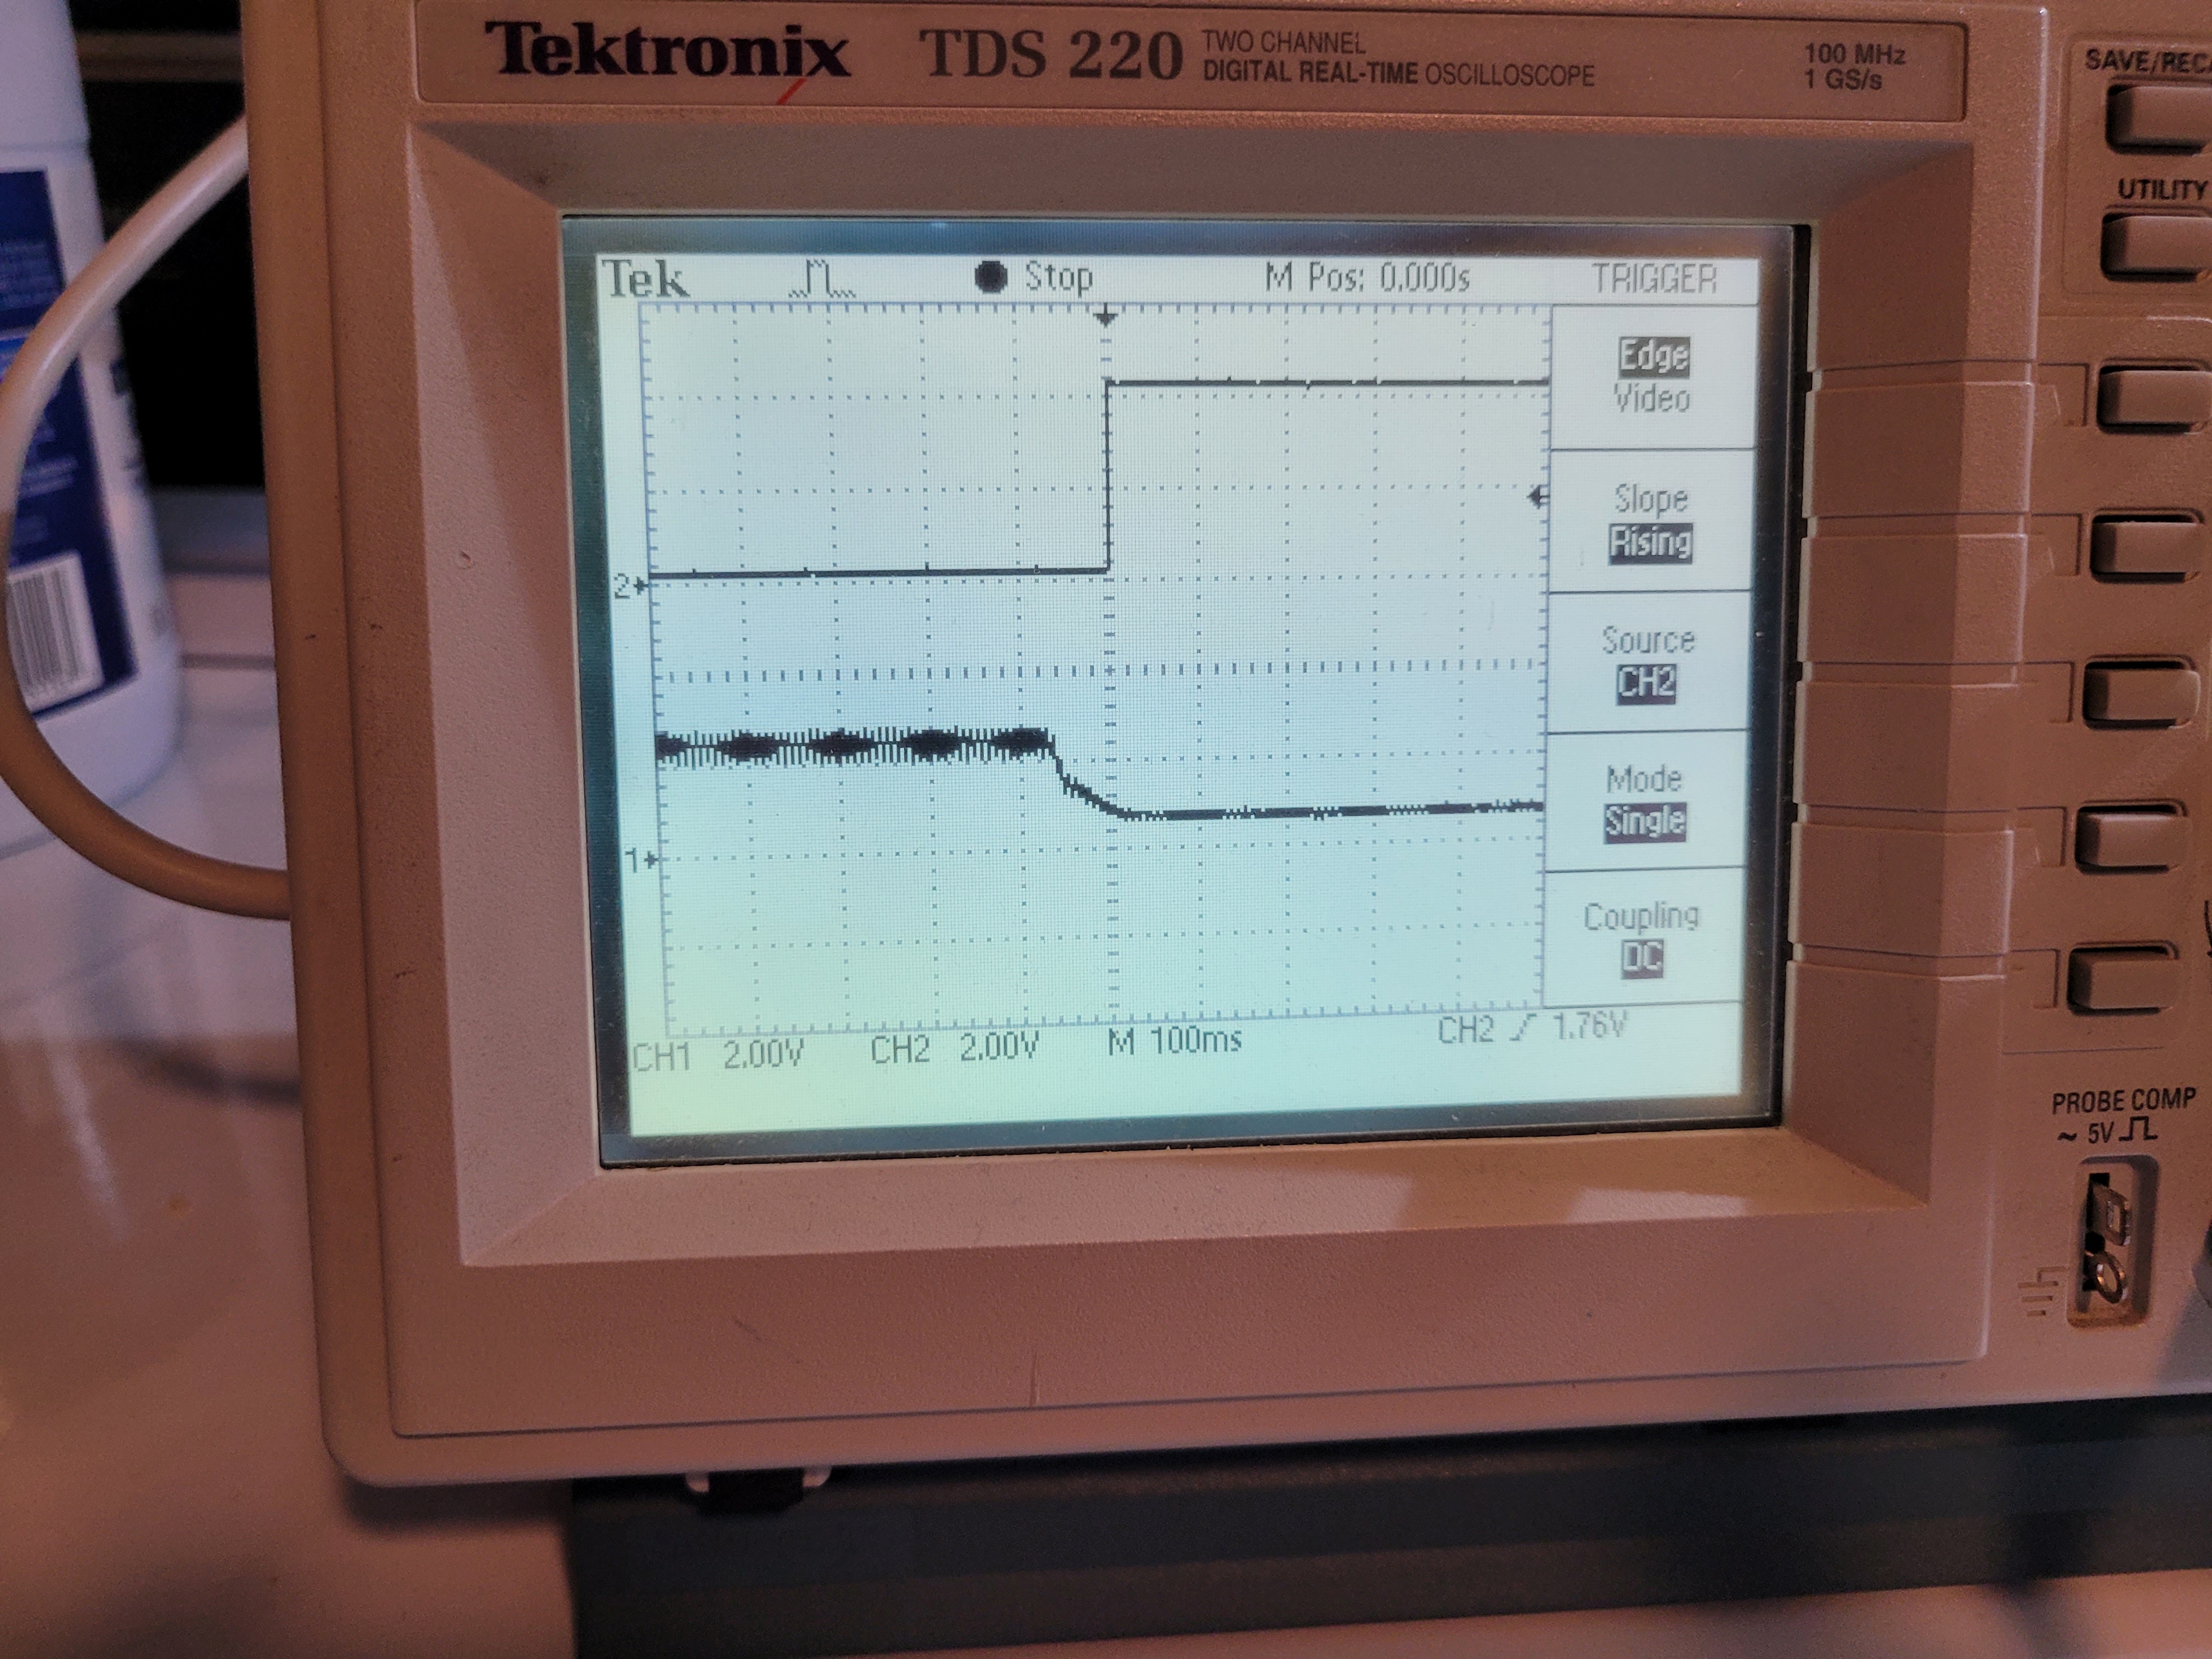 Tektronix TDS 220 TWO CHANNEL
DIGITAL REAL-TIME OSCILLOSCOPE
100 MHz
1 GS/s
UTILITY
Tek Stop M Pos: 0.000s TRIGGER
Edge
Video
Slope
Rising
Source
CH2
Mode
Single
Coupling
DC
2
1
CH1 2.00V CH2 2.00V M 100ms CH2 1.76V
PROBE COMP
~ 5V